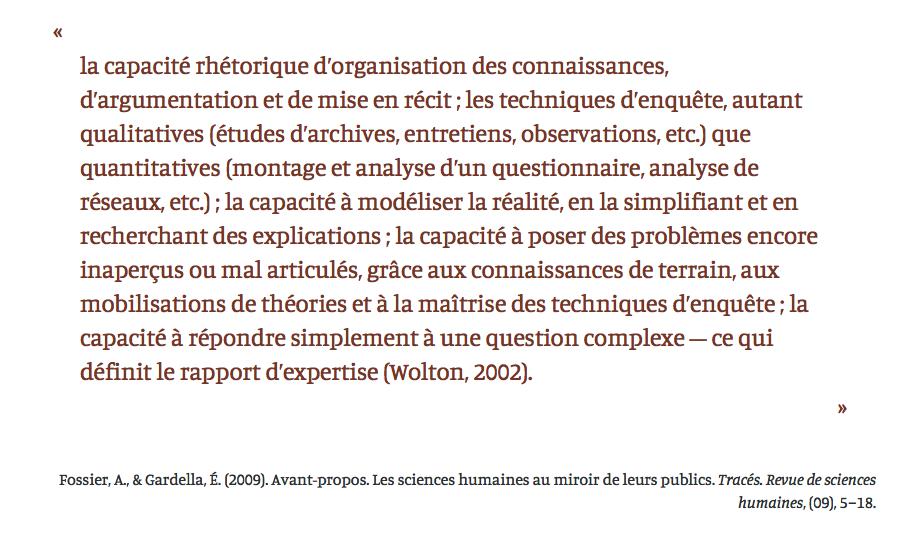 «
la capacité rhétorique d’organisation des connaissances,
d’argumentation et de mise en récit ; les techniques d’enquête, autant
qualitatives (études d’archives, entretiens, observations, etc.) que
quantitatives (montage et analyse d’un questionnaire, analyse de
réseaux, etc.) ; la capacité à modéliser la réalité, en la simplifiant et en
recherchant des explications ; la capacité à poser des problèmes encore
inaperçus ou mal articulés, grâce aux connaissances de terrain, aux
mobilisations de théories et à la maîtrise des techniques d’enquête ; la
capacité à répondre simplement à une question complexe — ce qui
définit le rapport d’expertise (Wolton, 2002).
»
Fossier, A., & Gardella, É. (2009). Avant-propos. Les sciences humaines au miroir de leurs publics. Tracés. Revue de sciences
humaines, (09), 5–18.